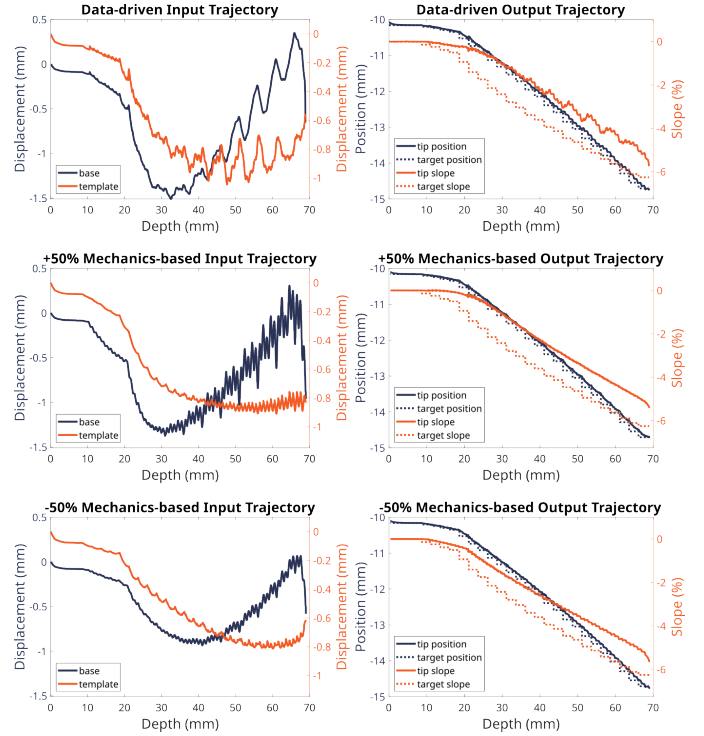 Data-driven Input Trajectory
Displacement (mm)
0.5
0
-0.5
-1
-1.5
0
-0.2
-0.4
-0.6
-0.8
-1
Displacement (mm)
base
template
0 10 20 30 40 50 60 70
Depth (mm)
Data-driven Output Trajectory
Position (mm)
-10
-11
-12
-13
-14
-15
0
-2
-4
-6
Slope (%)
tip position
target position
tip slope
target slope
0 10 20 30 40 50 60 70
Depth (mm)
+50% Mechanics-based Input Trajectory
Displacement (mm)
0.5
0
-0.5
-1
-1.5
0
-0.2
-0.4
-0.6
-0.8
-1
Displacement (mm)
base
template
0 10 20 30 40 50 60 70
Depth (mm)
+50% Mechanics-based Output Trajectory
Position (mm)
-10
-11
-12
-13
-14
-15
0
-2
-4
-6
Slope (%)
tip position
target position
tip slope
target slope
0 10 20 30 40 50 60 70
Depth (mm)
-50% Mechanics-based Input Trajectory
Displacement (mm)
0.5
0
-0.5
-1
-1.5
0
-0.2
-0.4
-0.6
-0.8
-1
Displacement (mm)
base
template
0 10 20 30 40 50 60 70
Depth (mm)
-50% Mechanics-based Output Trajectory
Position (mm)
-10
-11
-12
-13
-14
-15
0
-2
-4
-6
Slope (%)
tip position
target position
tip slope
target slope
0 10 20 30 40 50 60 70
Depth (mm)